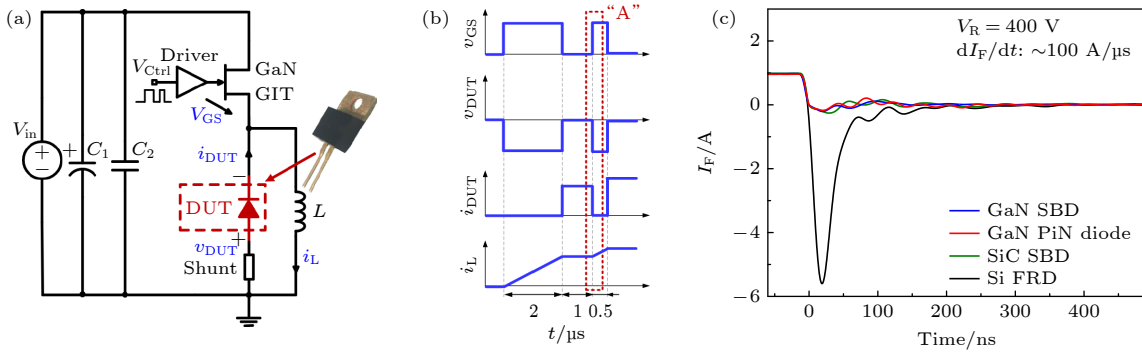 (a)
Driver
V_Ctrl
GaN
GIT
V_GS
V_in
+
−
+
C_1
C_2
i_DUT
−
DUT
+
v_DUT
Shunt
L
i_L
(b)
“A”
v_GS
v_DUT
i_DUT
i_L
2 1 0.5
t/µs
(c)
V_R = 400 V
dI_F/dt: ~100 A/µs
2
0
−2
−4
−6
I_F/A
GaN SBD
GaN PiN diode
SiC SBD
Si FRD
0 100 200 300 400
Time/ns